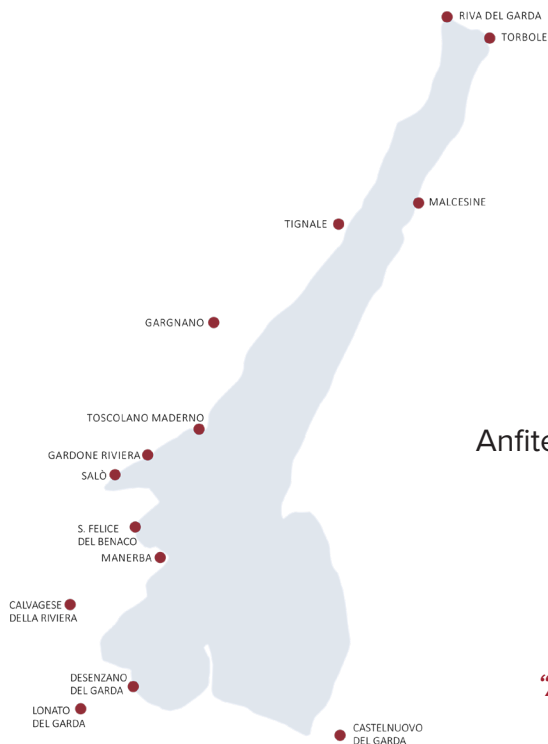 RIVA DEL GARDA
TORBOLE
MALCESINE
TIGNALE
GARGNANO
TOSCOLANO MADERNO
GARDONE RIVIERA
SALÒ
S. FELICE
DEL BENACO
MANERBA
CALVAGESE
DELLA RIVIERA
DESENZANO
DEL GARDA
LONATO
DEL GARDA
CASTELNUOVO
DEL GARDA
Anfite